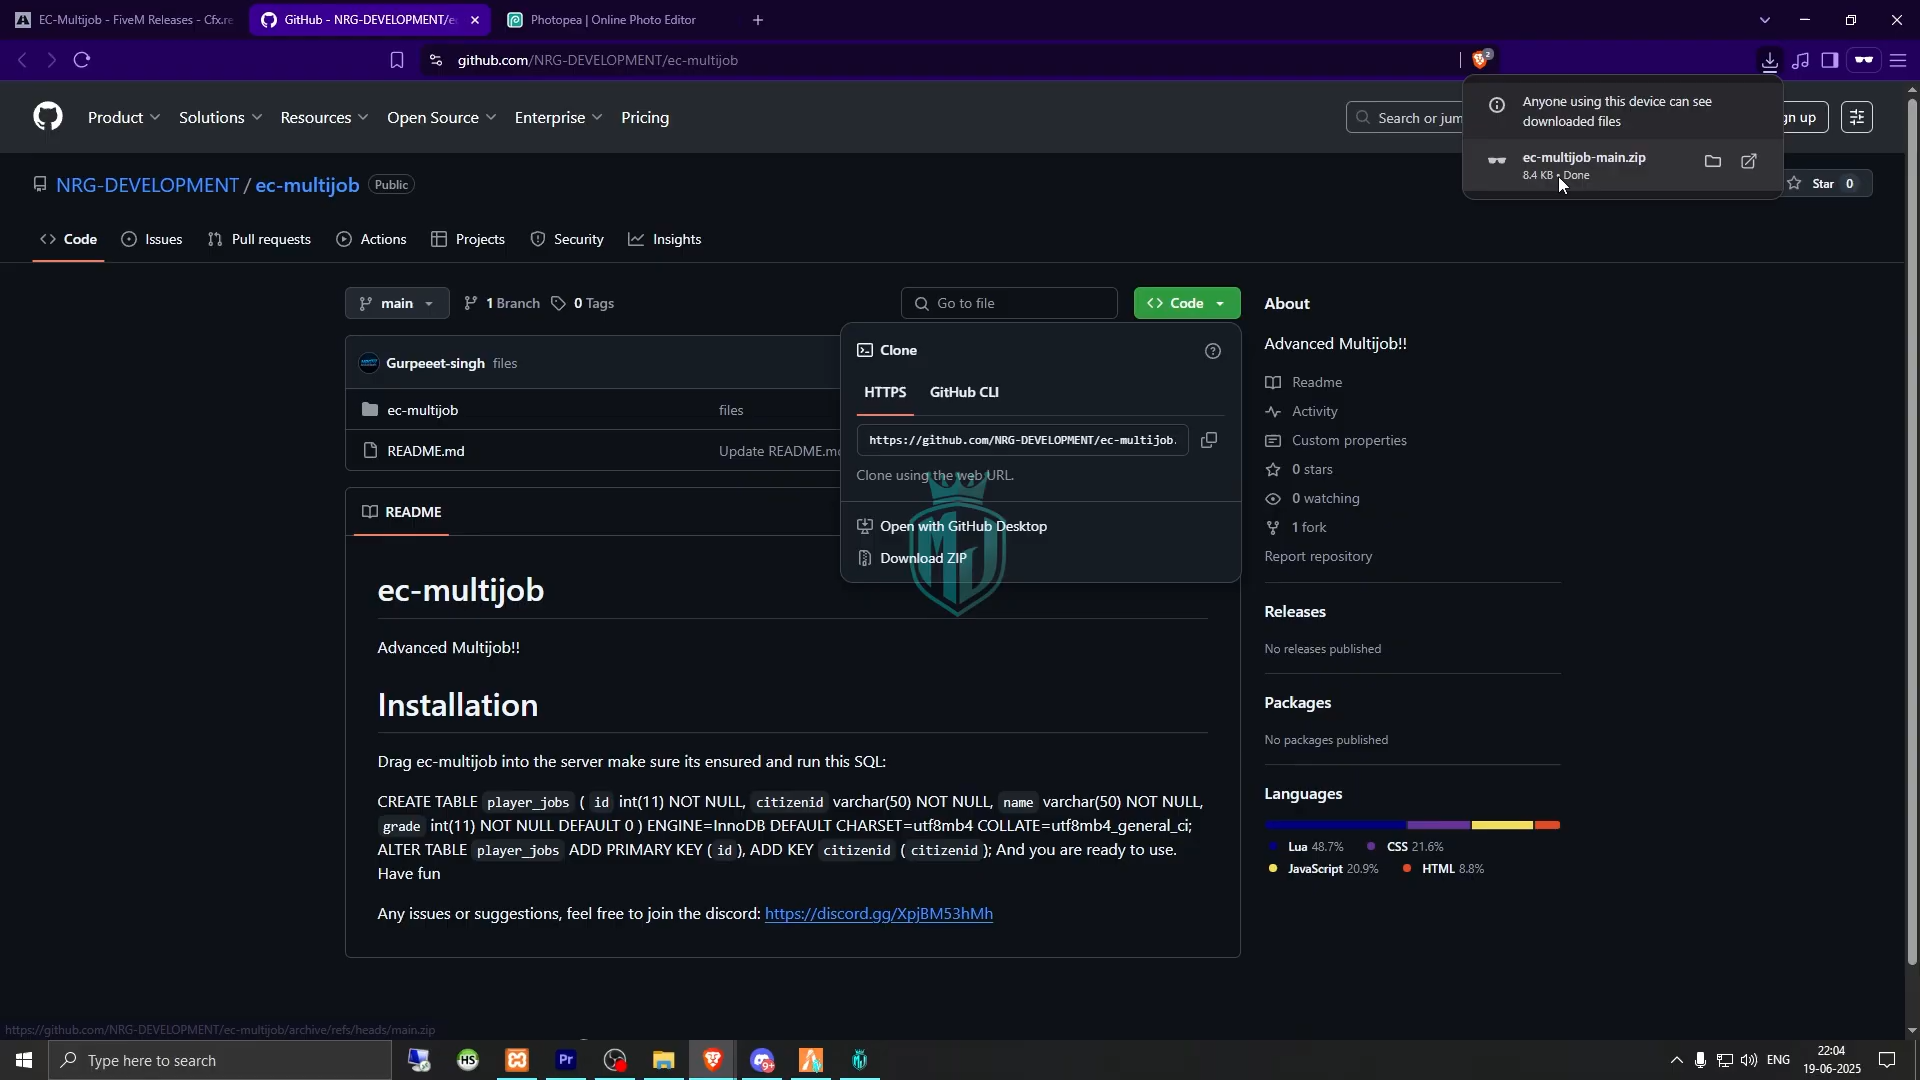 EC-Multijob - FiveM Releases - Cfx.re
GitHub - NRG-DEVELOPMENT/ec
Photopea | Online Photo Editor
github.com/NRG-DEVELOPMENT/ec-multijob
2
Anyone using this device can see
downloaded files
ec-multijob-main.zip
8.4 KB • Done
Product
Solutions
Resources
Open Source
Enterprise
Pricing
Search or jum
gn up
NRG-DEVELOPMENT / ec-multijob
Public
Star 0
Code
Issues
Pull requests
Actions
Projects
Security
Insights
main
1 Branch
0 Tags
Go to file
Code
Gurpeeet-singh files
ec-multijob
files
README.md
Update README.md
Clone
HTTPS
GitHub CLI
https://github.com/NRG-DEVELOPMENT/ec-multijob.
Clone using the web URL.
Open with GitHub Desktop
Download ZIP
MJ
README
ec-multijob
Advanced Multijob!!
Installation
Drag ec-multijob into the server make sure its ensured and run this SQL:
CREATE TABLE player_jobs ( id int(11) NOT NULL, citizenid varchar(50) NOT NULL, name varchar(50) NOT NULL,
grade int(11) NOT NULL DEFAULT 0 ) ENGINE=InnoDB DEFAULT CHARSET=utf8mb4 COLLATE=utf8mb4_general_ci;
ALTER TABLE player_jobs ADD PRIMARY KEY ( id ), ADD KEY citizenid ( citizenid ); And you are ready to use.
Have fun
Any issues or suggestions, feel free to join the discord: https://discord.gg/XpjBM53hMh
About
Advanced Multijob!!
Readme
Activity
Custom properties
0 stars
0 watching
1 fork
Report repository
Releases
No releases published
Packages
No packages published
Languages
Lua 48.7%
CSS 21.6%
JavaScript 20.9%
HTML 8.8%
https://github.com/NRG-DEVELOPMENT/ec-multijob/archive/refs/heads/main.zip
Type here to search
HS
Pr
9+
ENG
22:04
19-06-2025